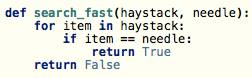 def search_fast(haystack, needle):
    for item in haystack:
        if item == needle:
            return True
    return False